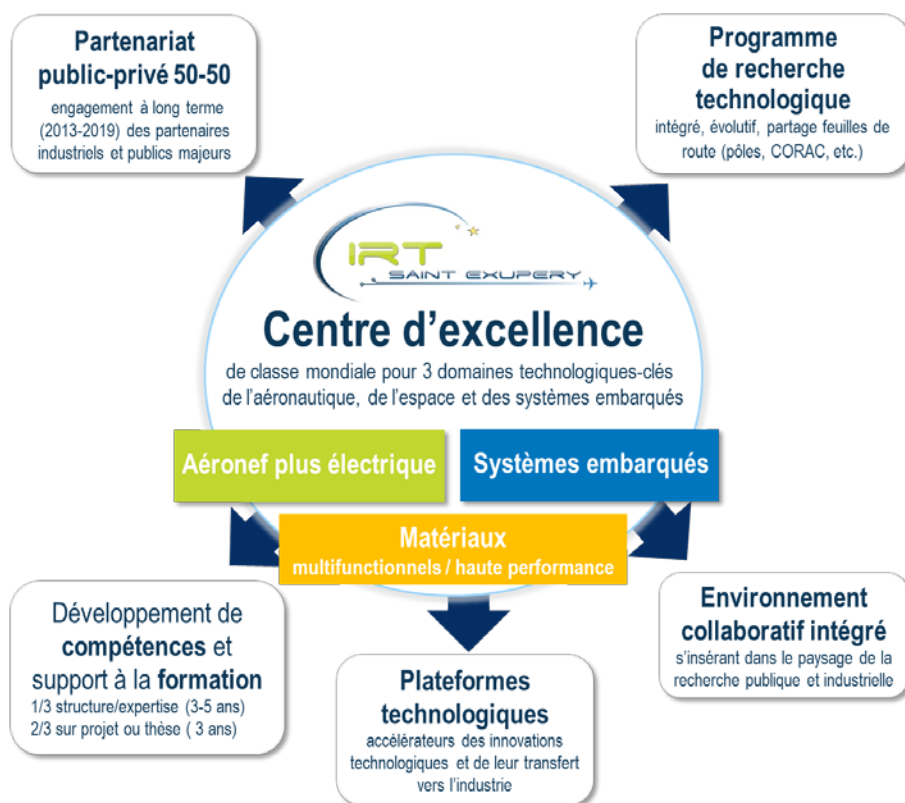 Partenariat
public-privé 50-50
engagement à long terme
(2013-2019) des partenaires
industriels et publics majeurs
Programme
de recherche
technologique
intégré, évolutif, partage feuilles de
route (pôles, CORAC, etc.)
IRT
SAINT EXUPERY
Centre d'excellence
de classe mondiale pour 3 domaines technologiques-clés
de l'aéronautique, de l'espace et des systèmes embarqués
Aéronef plus électrique
Systèmes embarqués
Matériaux
multifunctionnels / haute performance
Développement de
compétences et
support à la formation
1/3 structure/expertise (3-5 ans)
2/3 sur projet ou thèse ( 3 ans)
Plateformes
technologiques
accélérateurs des innovations
technologiques et de leur transfert
vers l'industrie
Environnement
collaboratif intégré
s'insérant dans le paysage de la
recherche publique et industrielle